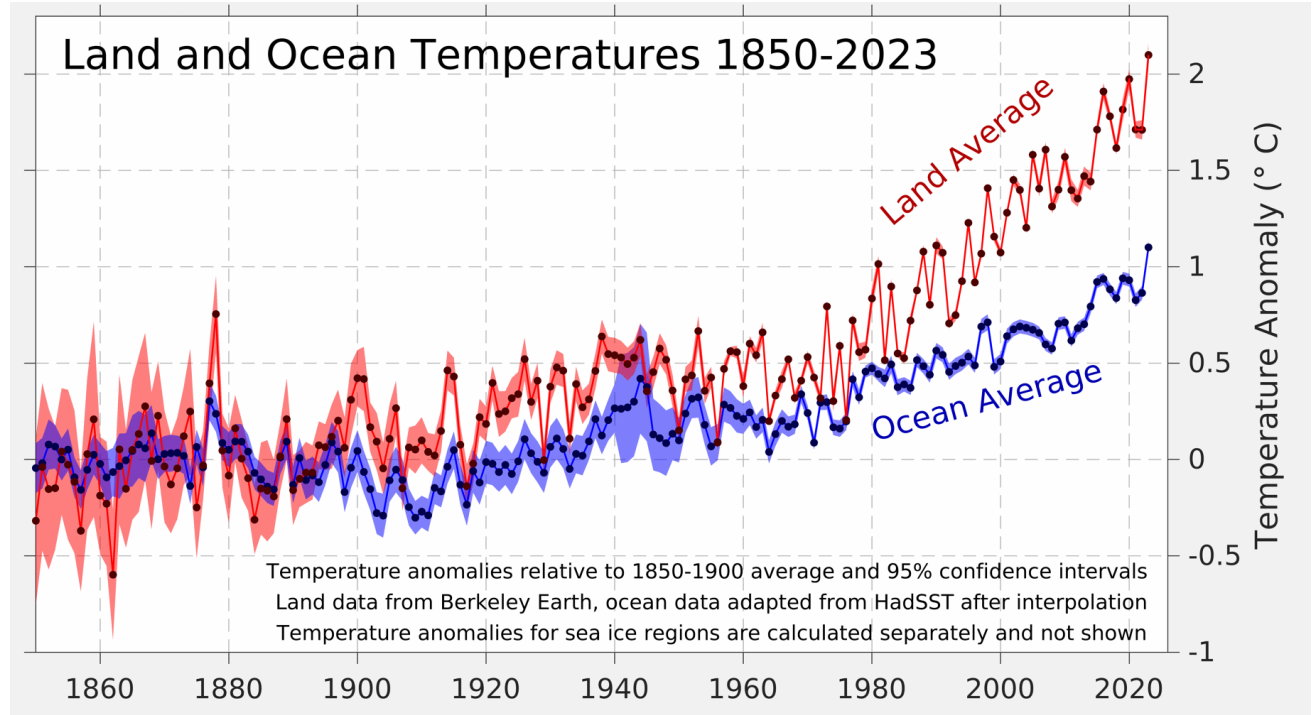 Land and Ocean Temperatures 1850-2023
Land Average
Ocean Average
Temperature anomalies relative to 1850-1900 average and 95% confidence intervals
Land data from Berkeley Earth, ocean data adapted from HadSST after interpolation
Temperature anomalies for sea ice regions are calculated separately and not shown
2
1.5
1
0.5
0
-0.5
-1
Temperature Anomaly (° C)
1860 1880 1900 1920 1940 1960 1980 2000 2020